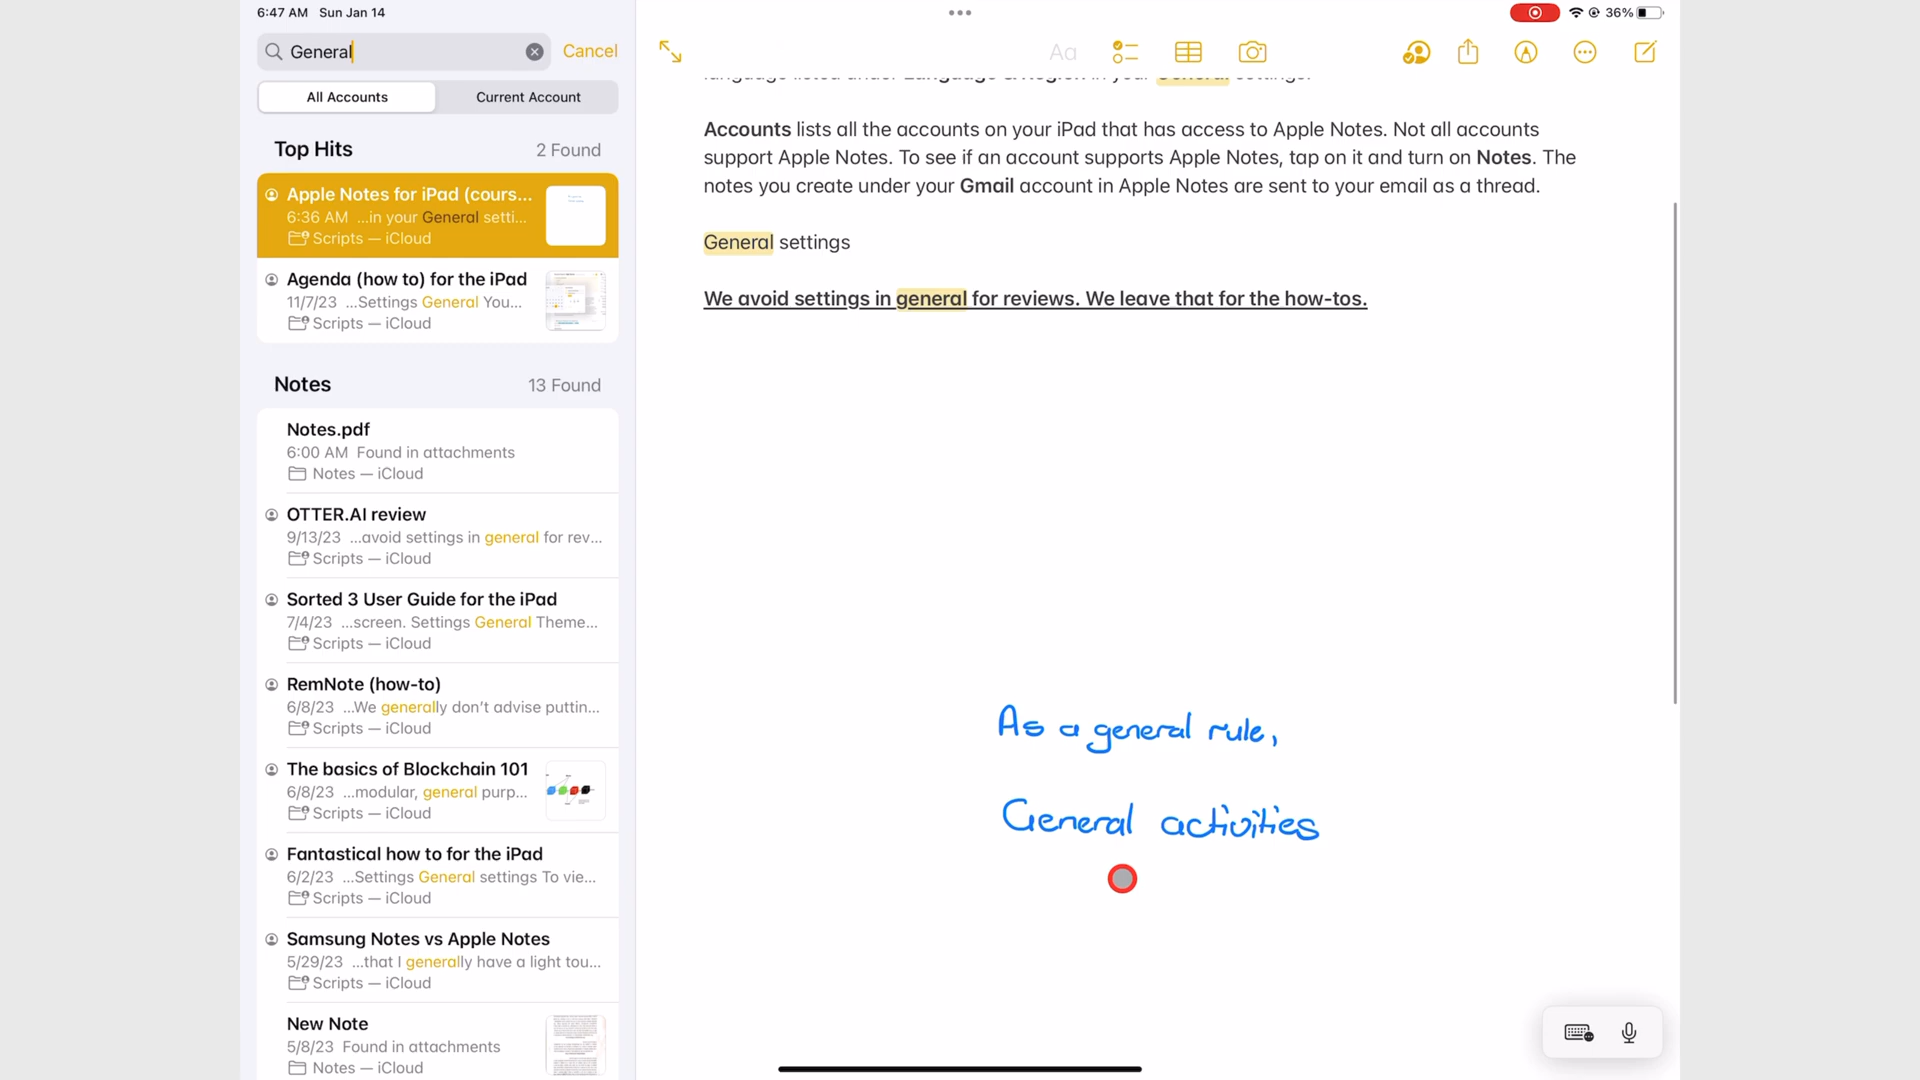 6:47 AM Sun Jan 14
36%
General
Cancel
All Accounts
Current Account
Top Hits
2 Found
Apple Notes for iPad (cours...
6:36 AM ...in your General setti...
Scripts — iCloud
Agenda (how to) for the iPad
11/7/23 ...Settings General You...
Scripts — iCloud
Notes
13 Found
Notes.pdf
6:00 AM Found in attachments
Notes — iCloud
OTTER.AI review
9/13/23 ...avoid settings in general for rev...
Scripts — iCloud
Sorted 3 User Guide for the iPad
7/4/23 ...screen. Settings General Theme...
Scripts — iCloud
RemNote (how-to)
6/8/23 ...We generally don't advise puttin...
Scripts — iCloud
The basics of Blockchain 101
6/8/23 ...modular, general purp...
Scripts — iCloud
Fantastical how to for the iPad
6/2/23 ...Settings General settings To vie...
Scripts — iCloud
Samsung Notes vs Apple Notes
5/29/23 ...that I generally have a light tou...
Scripts — iCloud
New Note
5/8/23 Found in attachments
Notes — iCloud
Aa
language listed under Language & Region in your General settings.
Accounts lists all the accounts on your iPad that has access to Apple Notes. Not all accounts
support Apple Notes. To see if an account supports Apple Notes, tap on it and turn on Notes. The
notes you create under your Gmail account in Apple Notes are sent to your email as a thread.
General settings
We avoid settings in general for reviews. We leave that for the how-tos.
As a general rule,
General activities